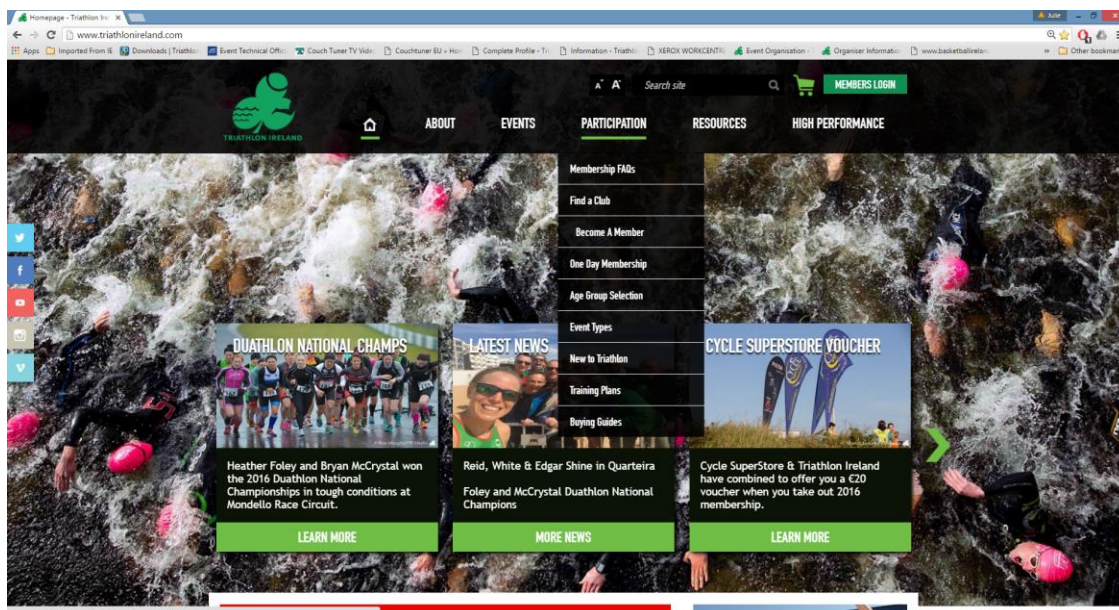 Homepage - Triathlon Ire
Julie
www.triathlonireland.com
Apps Imported From IE Downloads | Triathlon Event Technical Offic Couch Tuner TV Video Couchtuner EU » Hom Complete Profile - Tri Information - Triathlo XEROX WORKCENTR Event Organisation - Organiser Information www.basketballirelan » Other bookmar
A A Search site MEMBERS LOGIN
TRIATHLON IRELAND
ABOUT EVENTS PARTICIPATION RESOURCES HIGH PERFORMANCE
Membership FAQs
Find a Club
Become A Member
One Day Membership
Age Group Selection
Event Types
New to Triathlon
Training Plans
Buying Guides
DUATHLON NATIONAL CHAMPS
Heather Foley and Bryan McCrystal won
the 2016 Duathlon National
Championships in tough conditions at
Mondello Race Circuit.
LEARN MORE
LATEST NEWS
Reid, White & Edgar Shine in Quarteira
Foley and McCrystal Duathlon National
Champions
MORE NEWS
CYCLE SUPERSTORE VOUCHER
Cycle SuperStore & Triathlon Ireland
have combined to offer you a €20
voucher when you take out 2016
membership.
LEARN MORE